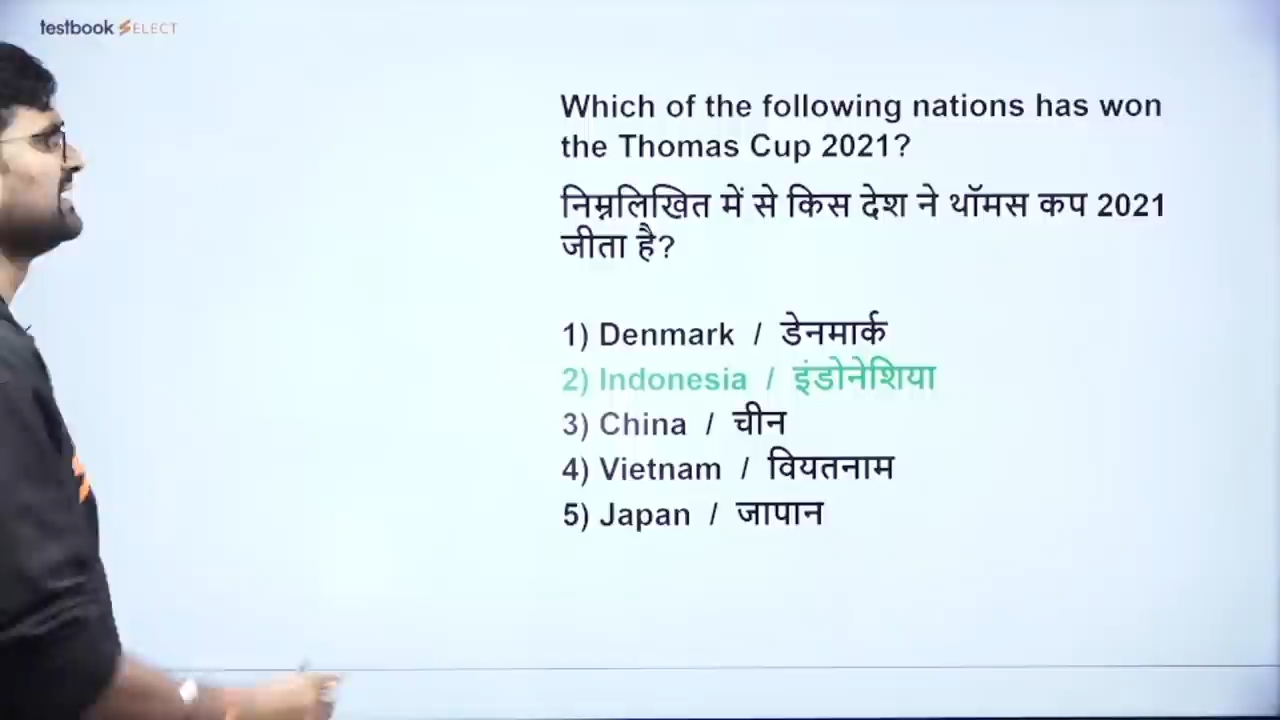 testbook SELECT
Which of the following nations has won
the Thomas Cup 2021?
निम्नलिखित में से किस देश ने थॉमस कप 2021
जीता है?
1) Denmark / डेनमार्क
2) Indonesia / इंडोनेशिया
3) China / चीन
4) Vietnam / वियतनाम
5) Japan / जापान